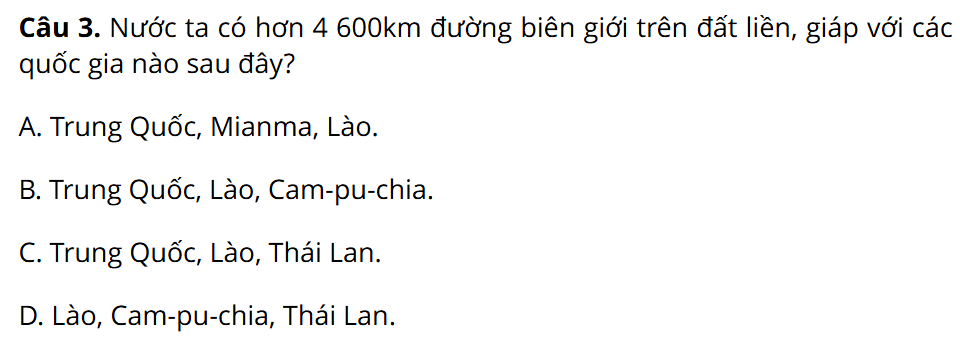 Câu 3. Nước ta có hơn 4 600km đường biên giới trên đất liền, giáp với các
quốc gia nào sau đây?
A. Trung Quốc, Mianma, Lào.
B. Trung Quốc, Lào, Cam-pu-chia.
C. Trung Quốc, Lào, Thái Lan.
D. Lào, Cam-pu-chia, Thái Lan.